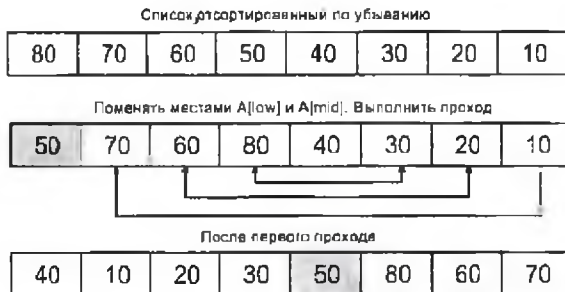 Список, отсортированный по убыванию
80 70 60 50 40 30 20 10
Поменять местами A[low] и A[mid]. Выполнить проход
50 70 60 80 40 30 20 10
После первого прохода
40 10 20 30 50 80 60 70